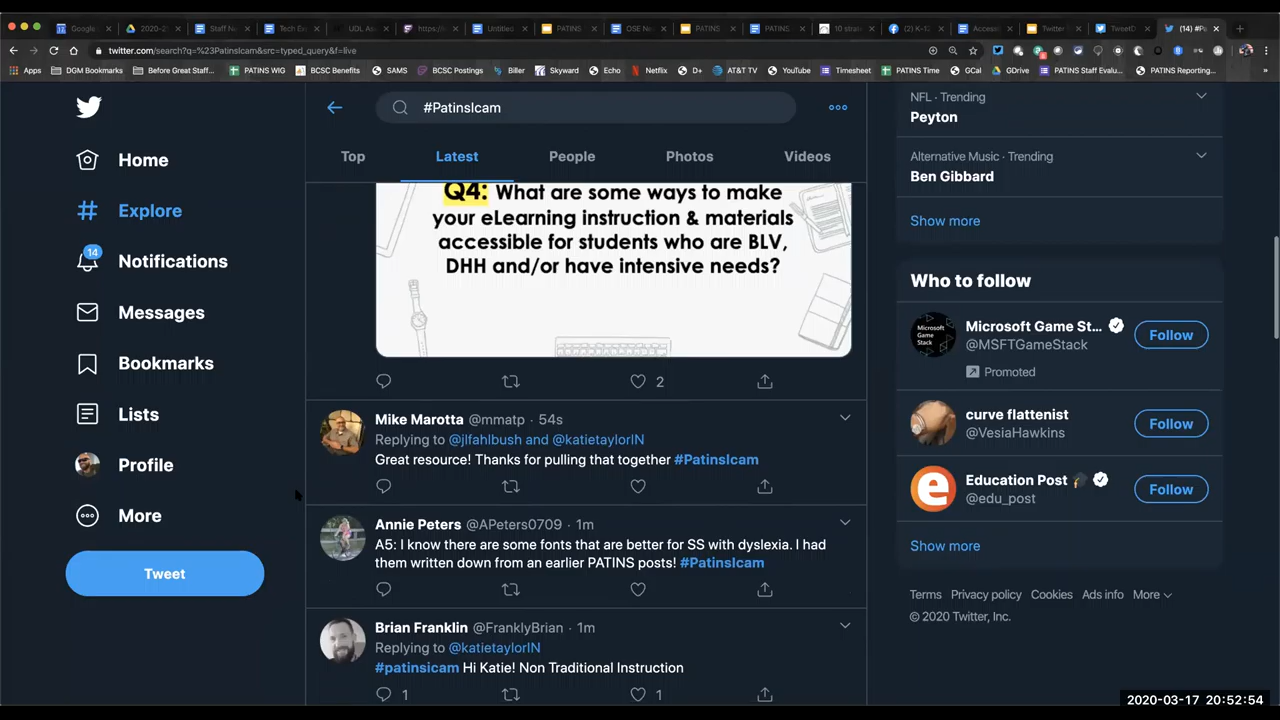 Google
2020-2
Staff N
Tech Ex
UDL A
https://
Untitled
PATINS
OSE Ne
PATINS
PATINS
10 strate
(2) K-12
Access
Twitter
TweetD
(14) #P
twitter.com/search?q=%23PatinsIcam&src=typed_query&f=live
Apps
DGM Bookmarks
Before Great Staff...
PATINS WIG
BCSC Benefits
SAMS
BCSC Postings
Biller
Skyward
Echo
Netflix
D+
AT&T TV
YouTube
Timesheet
PATINS Time
GCal
GDrive
PATINS Staff Evalu...
PATINS Reporting...
Home
Explore
14
Notifications
Messages
Bookmarks
Lists
Profile
More
Tweet
#PatinsIcam
Top
Latest
People
Photos
Videos
Q4: What are some ways to make
your eLearning instruction & materials
accessible for students who are BLV,
DHH and/or have intensive needs?
2
Mike Marotta @mmatp · 54s
Replying to @jlfahlbush and @katietaylorIN
Great resource! Thanks for pulling that together #PatinsIcam
Annie Peters @APeters0709 · 1m
A5: I know there are some fonts that are better for SS with dyslexia. I had
them written down from an earlier PATINS posts! #PatinsIcam
Brian Franklin @FranklyBrian · 1m
Replying to @katietaylorIN
#patinsicam Hi Katie! Non Traditional Instruction
1
1
NFL · Trending
Peyton
Alternative Music · Trending
Ben Gibbard
Show more
Who to follow
Microsoft Game St...
@MSFTGameStack
Follow
Promoted
Microsoft
Game
Stack
curve flattenist
@VesiaHawkins
Follow
Education Post
@edu_post
Follow
Show more
Terms Privacy policy Cookies Ads info More
© 2020 Twitter, Inc.
2020-03-17 20:52:54